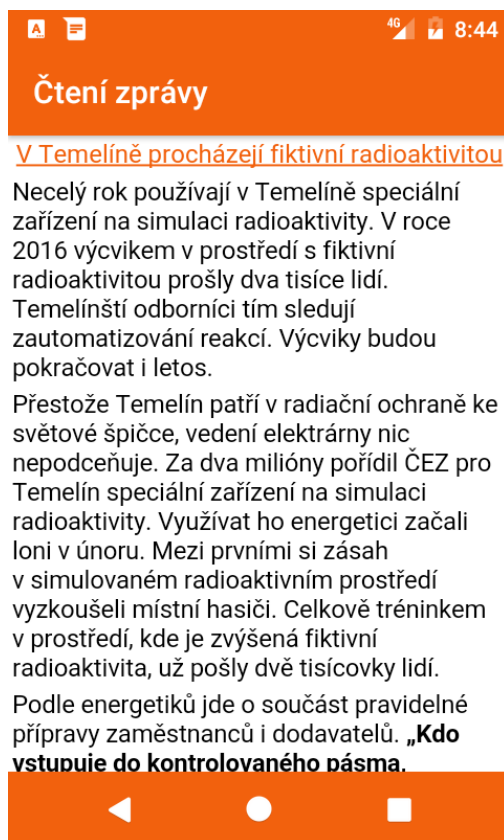 4G 8:44
Čtení zprávy
V Temelíně procházejí fiktivní radioaktivitou
Necelý rok používají v Temelíně speciální
zařízení na simulaci radioaktivity. V roce
2016 výcvikem v prostředí s fiktivní
radioaktivitou prošly dva tisíce lidí.
Temelínští odborníci tím sledují
zautomatizování reakcí. Výcviky budou
pokračovat i letos.
Přestože Temelín patří v radiační ochraně ke
světové špičce, vedení elektrárny nic
nepodceňuje. Za dva milióny pořídil ČEZ pro
Temelín speciální zařízení na simulaci
radioaktivity. Využívat ho energetici začali
loni v únoru. Mezi prvními si zásah
v simulovaném radioaktivním prostředí
vyzkoušeli místní hasiči. Celkově tréninkem
v prostředí, kde je zvýšená fiktivní
radioaktivita, už pošly dvě tisícovky lidí.
Podle energetiků jde o součást pravidelné
přípravy zaměstnanců i dodavatelů. „Kdo
vstupuje do kontrolovaného pásma,